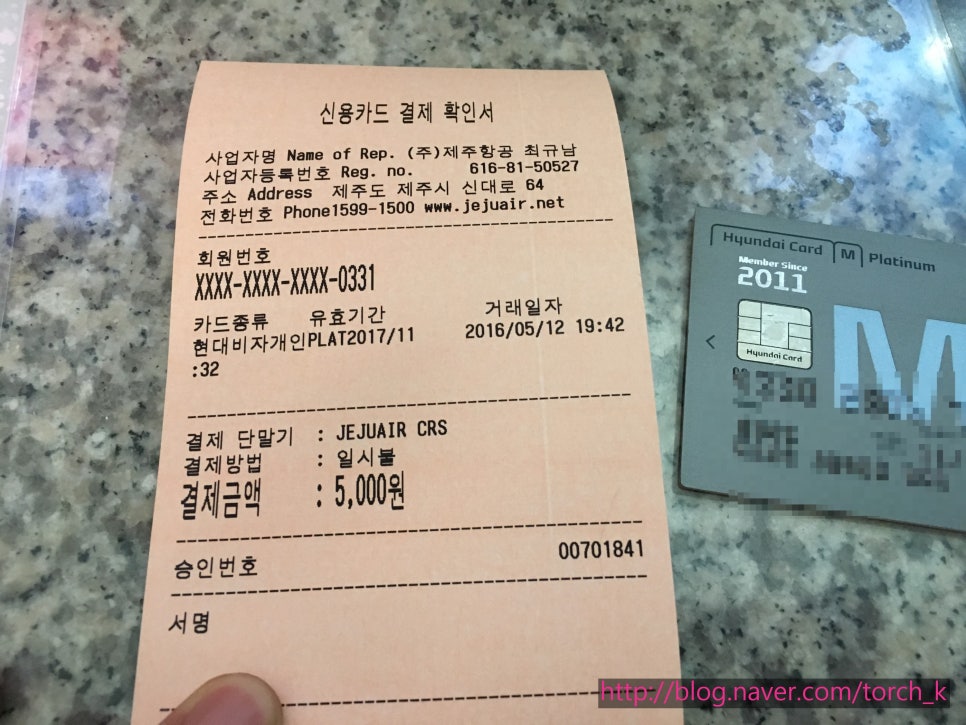 신용카드 결제 확인서
사업자명 Name of Rep. (주)제주항공 최규남
사업자등록번호 Reg. no. 616-81-50527
주소 Address 제주도 제주시 신대로 64
전화번호 Phone1599-1500 www.jejuair.net
회원번호
XXXX-XXXX-XXXX-0331
카드종류 유효기간 거래일자
현대비자개인PLAT2017/11 2016/05/12 19:42
:32
결제 단말기 : JEJUAIR CRS
결제방법 : 일시불
결제금액 : 5,000원
승인번호 00701841
서명
Hyundai Card M Platinum
Member Since
2011
Hyundai Card
M
http://blog.naver.com/torch_k